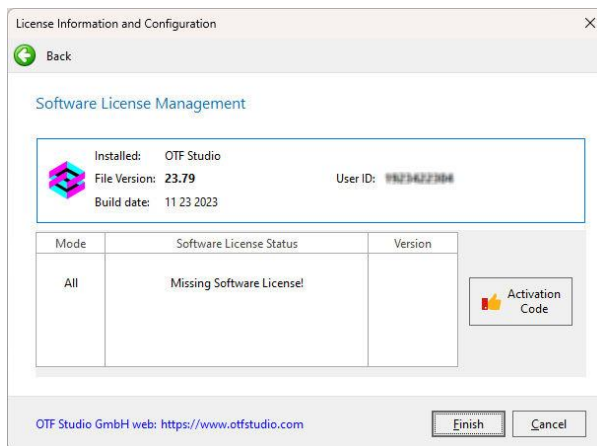 License Information and Configuration
Back
Software License Management
Installed: OTF Studio
File Version: 23.79 User ID:
Build date: 11 23 2023
Mode Software License Status Version
All Missing Software License!
Activation
Code
OTF Studio GmbH web: https://www.otfstudio.com
Finish Cancel